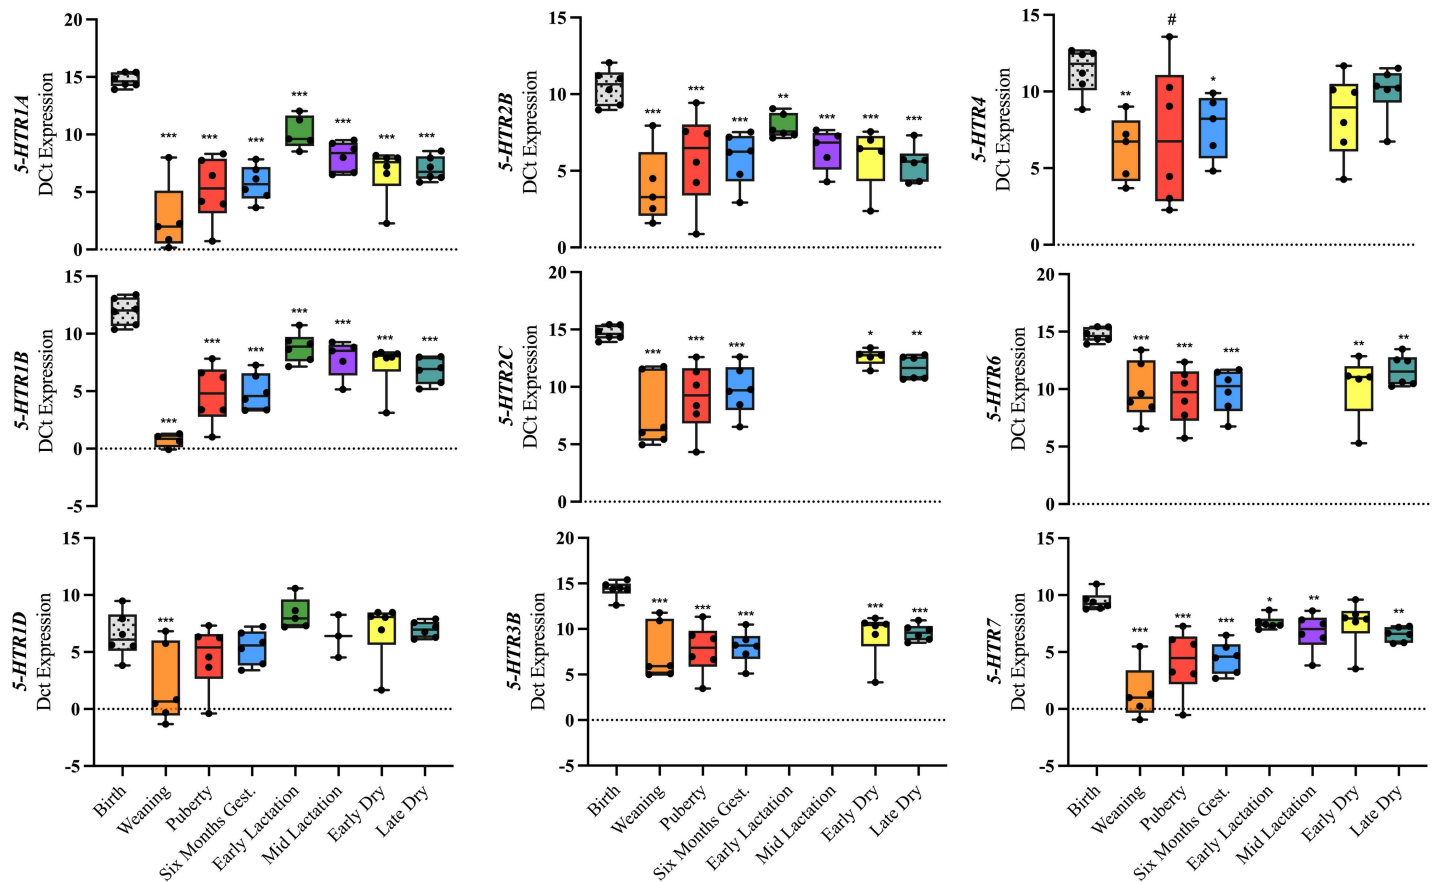 5-HTR1A
DCt Expression
20
15
10
5
0
***
***
***
***
***
***
***
5-HTR2B
DCt Expression
15
10
5
0
***
***
***
**
***
***
***
5-HTR4
DCt Expression
15
10
5
0
**
#
*
5-HTR1B
DCt Expression
15
10
5
0
-5
***
***
***
***
***
***
***
5-HTR2C
DCt Expression
20
15
10
5
0
***
***
***
*
**
5-HTR6
DCt Expression
20
15
10
5
0
***
***
***
**
**
5-HTR1D
Dct Expression
15
10
5
0
-5
***
Birth
Weaning
Puberty
Six Months Gest.
Early Lactation
Mid Lactation
Early Dry
Late Dry
5-HTR3B
Dct Expression
20
15
10
5
0
-5
***
***
***
***
***
Birth
Weaning
Puberty
Six Months Gest.
Early Lactation
Mid Lactation
Early Dry
Late Dry
5-HTR7
Dct Expression
15
10
5
0
-5
***
***
***
*
**
**
Birth
Weaning
Puberty
Six Months Gest.
Early Lactation
Mid Lactation
Early Dry
Late Dry